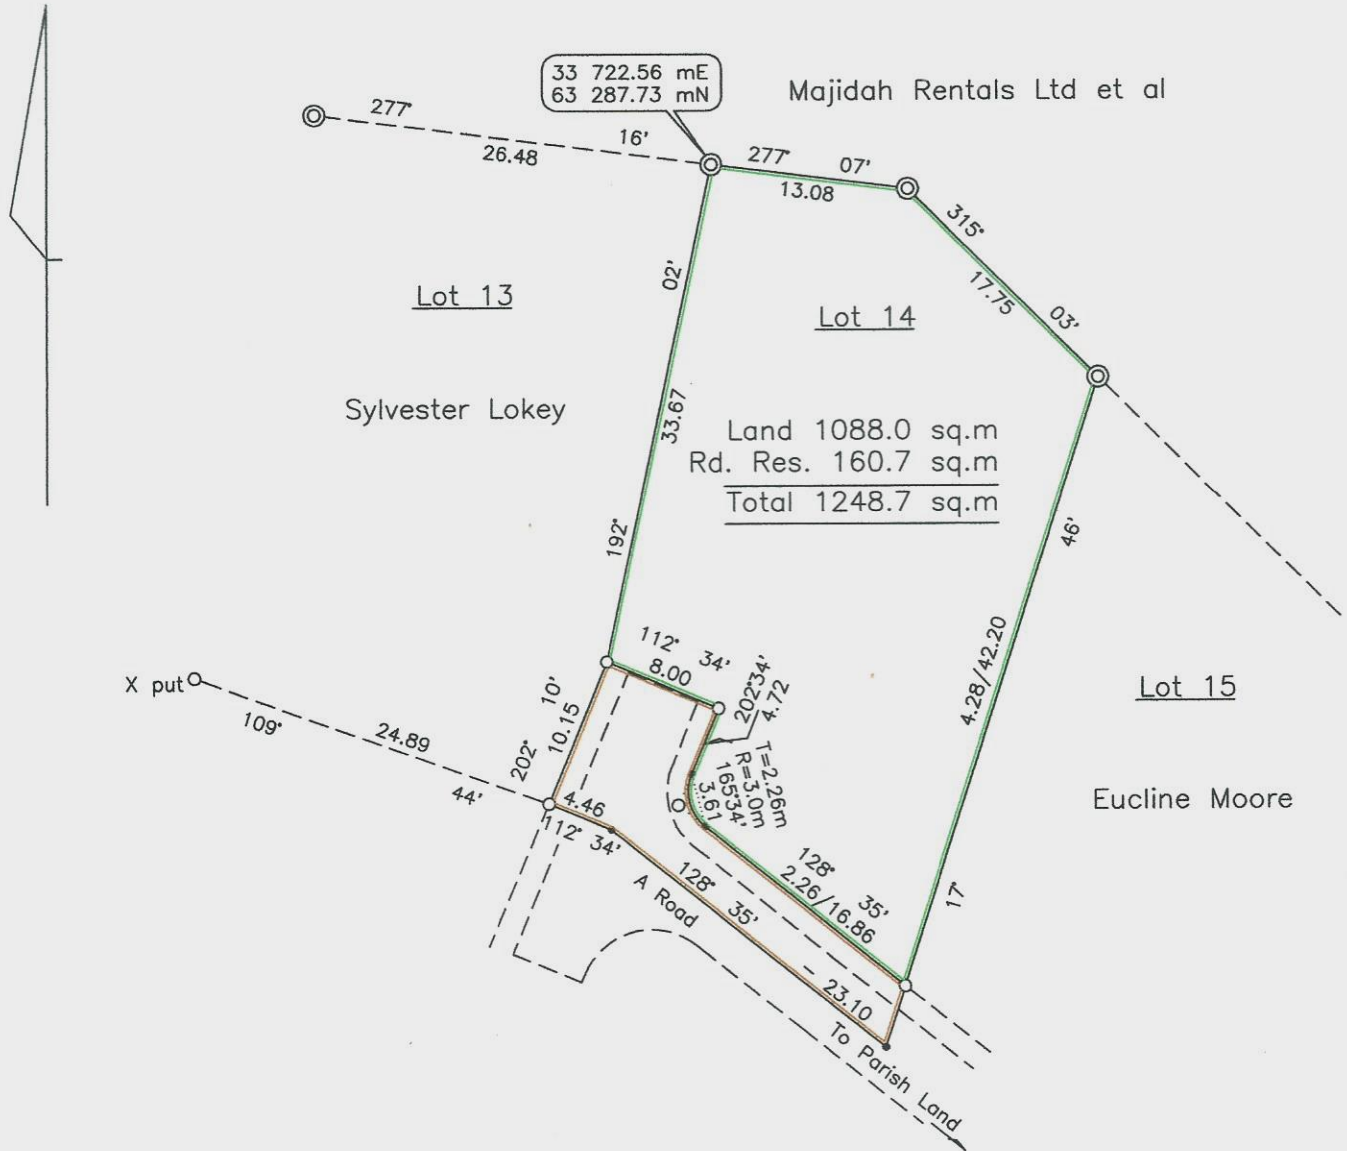 33 722.56 mE
63 287.73 mN
Majidah Rentals Ltd et al
277° 16'
26.48
277° 07'
13.08
315° 03'
17.75
Lot 13
Lot 14
Sylvester Lokey
02'
33.67
192°
Land 1088.0 sq.m
Rd. Res. 160.7 sq.m
Total 1248.7 sq.m
46'
4.28/42.20
17°
Lot 15
Eucline Moore
112° 34'
8.00
202°34'
4.72
T=2.26m
R=3.0m
165°34'
3.61
X put
109° 44'
24.89
10'
10.15
202°
4.46
112° 34'
128° 35'
2.26/16.86
128° 35'
23.10
A Road
To Parish Land